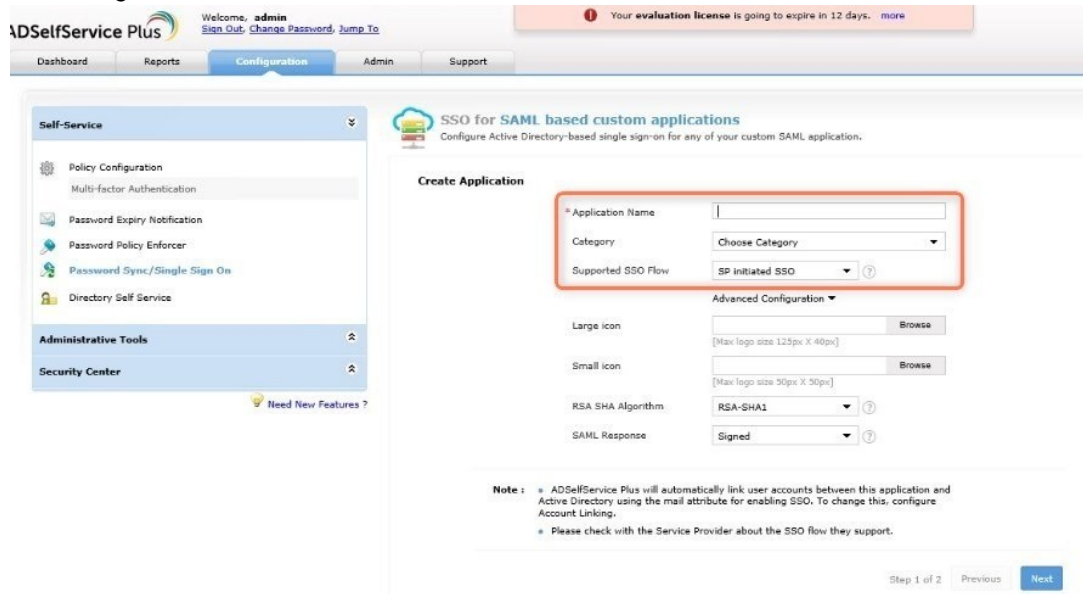 ADSelfService Plus
Welcome, admin
Sign Out, Change Password, Jump To
Your evaluation license is going to expire in 12 days. more
Dashboard Reports Configuration Admin Support
Self-Service
Policy Configuration
Multi-factor Authentication
Password Expiry Notification
Password Policy Enforcer
Password Sync/Single Sign On
Directory Self Service
Administrative Tools
Security Center
Need New Features ?
SSO for SAML based custom applications
Configure Active Directory-based single sign-on for any of your custom SAML application.
Create Application
* Application Name
Category Choose Category
Supported SSO Flow SP initiated SSO ?
Advanced Configuration
Large icon Browse
[Max logo size 125px X 40px]
Small icon Browse
[Max logo size 50px X 50px]
RSA SHA Algorithm RSA-SHA1 ?
SAML Response Signed ?
Note : ADSelfService Plus will automatically link user accounts between this application and
Active Directory using the mail attribute for enabling SSO. To change this, configure
Account Linking.
Please check with the Service Provider about the SSO flow they support.
Step 1 of 2 Previous Next